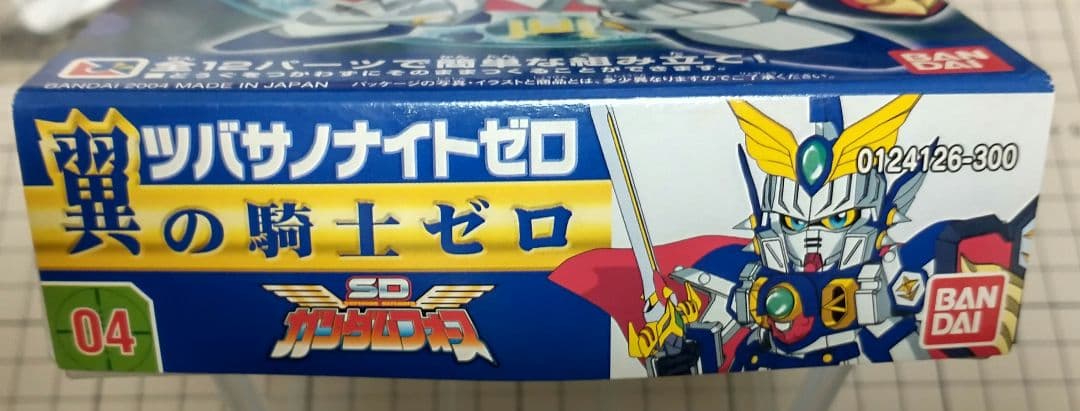 全12パーツで簡単な組み立て!
BANDAI 2004 MADE IN JAPAN
パッケージの写真・イラストと商品とは、多少異なりますのでご了承ください。
BAN
DAI
ツバサノナイトゼロ
翼の騎士ゼロ
0124126-300
04
SD
ガンダムフォース
BAN
DAI